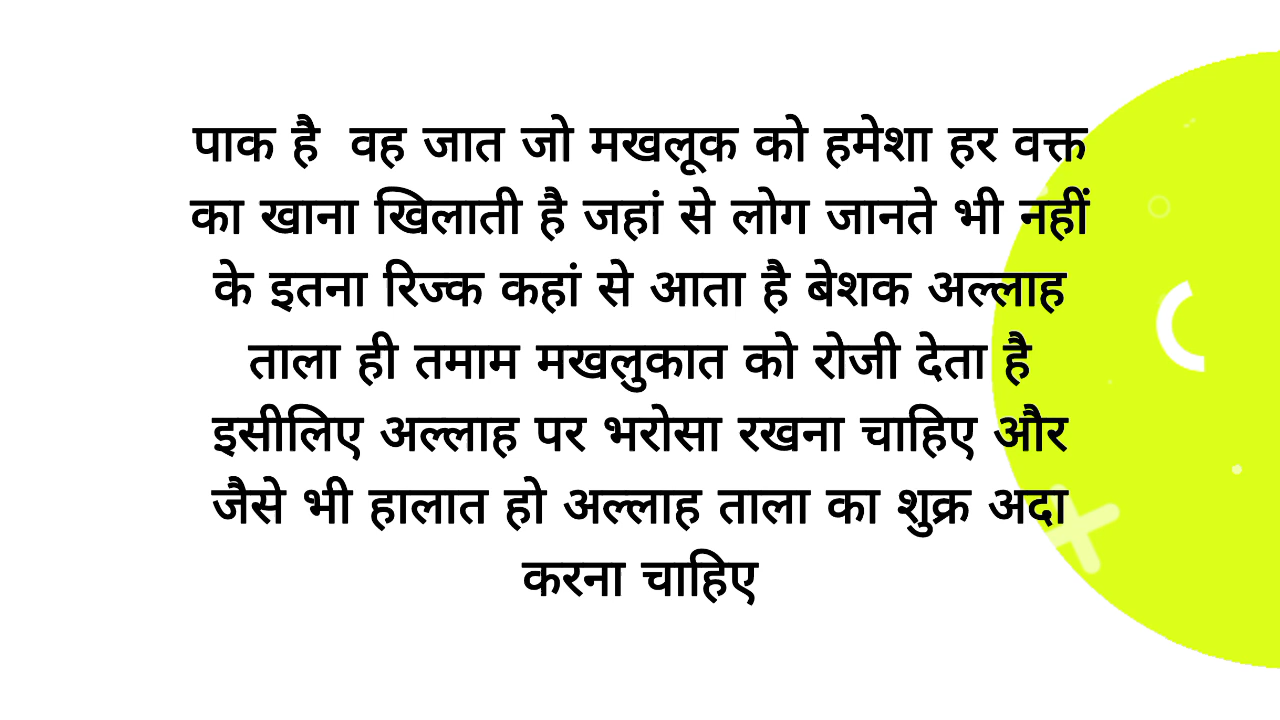 पाक है वह जात जो मखलूक को हमेशा हर वक्त
का खाना खिलाती है जहां से लोग जानते भी नहीं
के इतना रिज्क कहां से आता है बेशक अल्लाह
ताला ही तमाम मखलुकात को रोजी देता है
इसीलिए अल्लाह पर भरोसा रखना चाहिए और
जैसे भी हालात हो अल्लाह ताला का शुक्र अदा
करना चाहिए